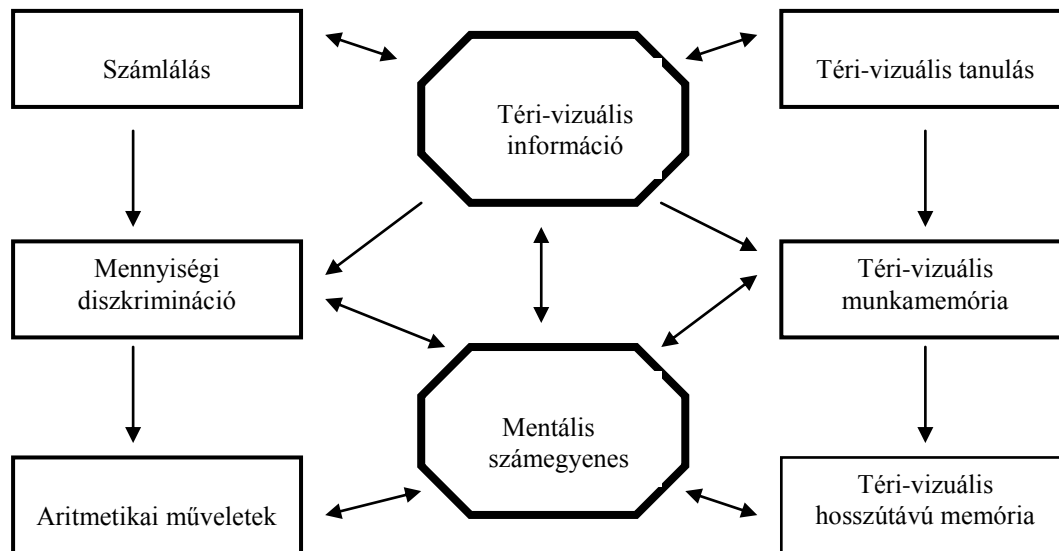 Számlálás
Téri-vizuális
információ
Téri-vizuális tanulás
Mennyiségi
diszkrimináció
Téri-vizuális
munkamemória
Mentális
számegyenes
Aritmetikai műveletek
Téri-vizuális
hosszútávú memória